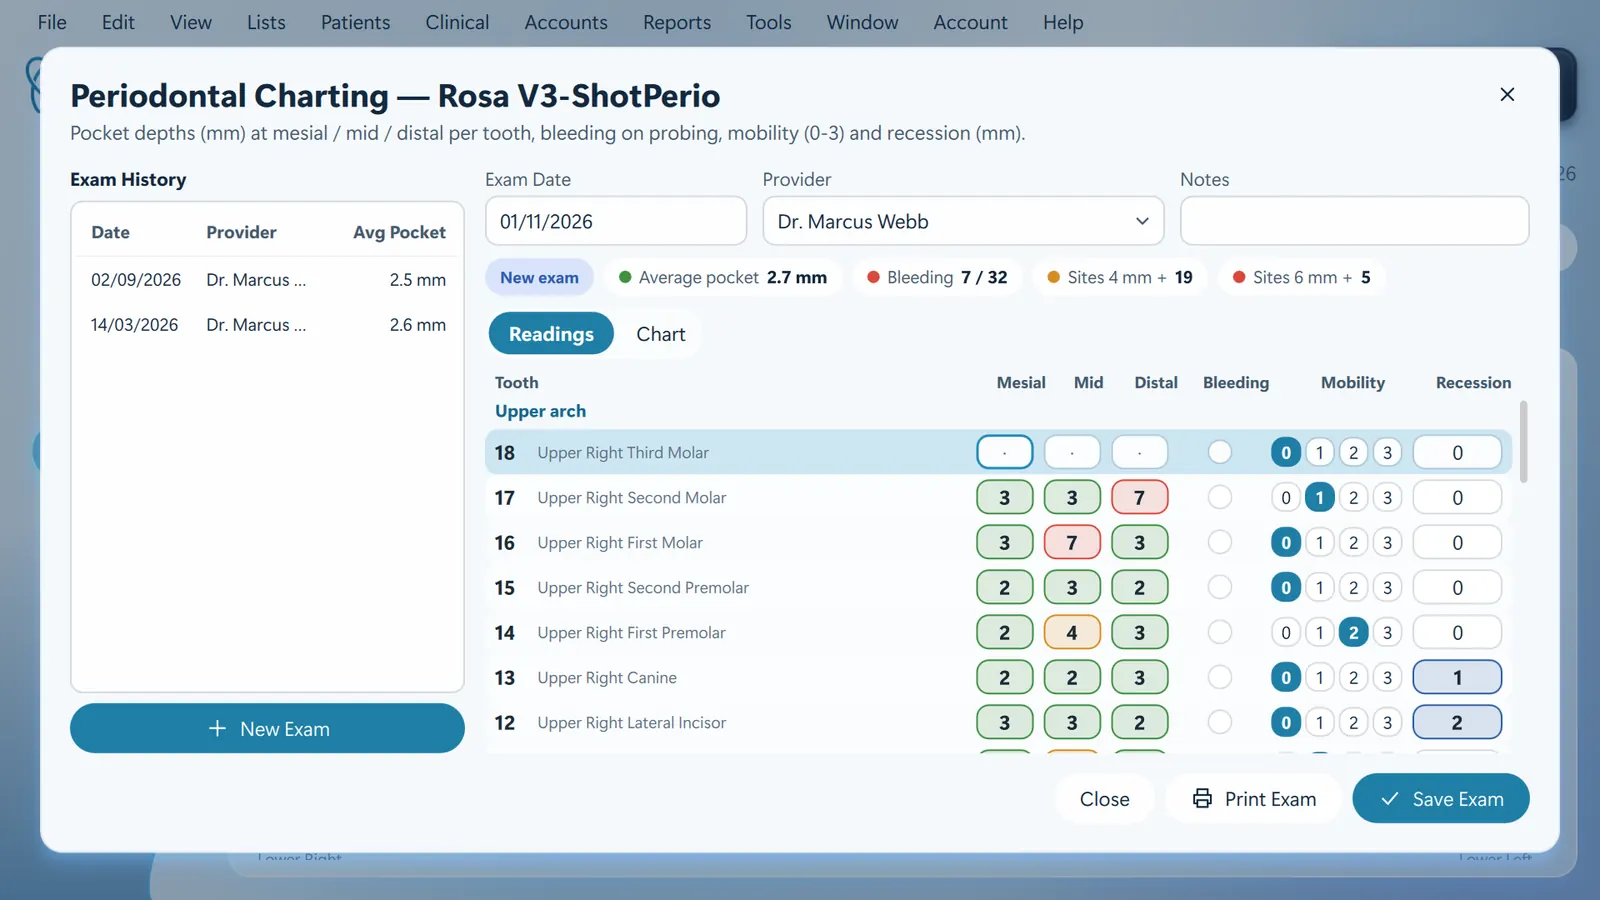 File Edit View Lists Patients Clinical Accounts Reports Tools Window Account Help
Periodontal Charting — Rosa V3-ShotPerio
Pocket depths (mm) at mesial / mid / distal per tooth, bleeding on probing, mobility (0-3) and recession (mm).
26
Exam History
Date Provider Avg Pocket
02/09/2026 Dr. Marcus ... 2.5 mm
14/03/2026 Dr. Marcus ... 2.6 mm
New Exam
Exam Date Provider Notes
01/11/2026 Dr. Marcus Webb
New exam Average pocket 2.7 mm Bleeding 7 / 32 Sites 4 mm + 19 Sites 6 mm + 5
Readings Chart
Tooth Mesial Mid Distal Bleeding Mobility Recession
Upper arch
18 Upper Right Third Molar · · · 0 1 2 3 0
17 Upper Right Second Molar 3 3 7 0 1 2 3 0
16 Upper Right First Molar 3 7 3 0 1 2 3 0
15 Upper Right Second Premolar 2 3 2 0 1 2 3 0
14 Upper Right First Premolar 2 4 3 0 1 2 3 0
13 Upper Right Canine 2 2 3 0 1 2 3 1
12 Upper Right Lateral Incisor 3 3 2 0 1 2 3 2
Close Print Exam Save Exam
Lower Right Lower Left